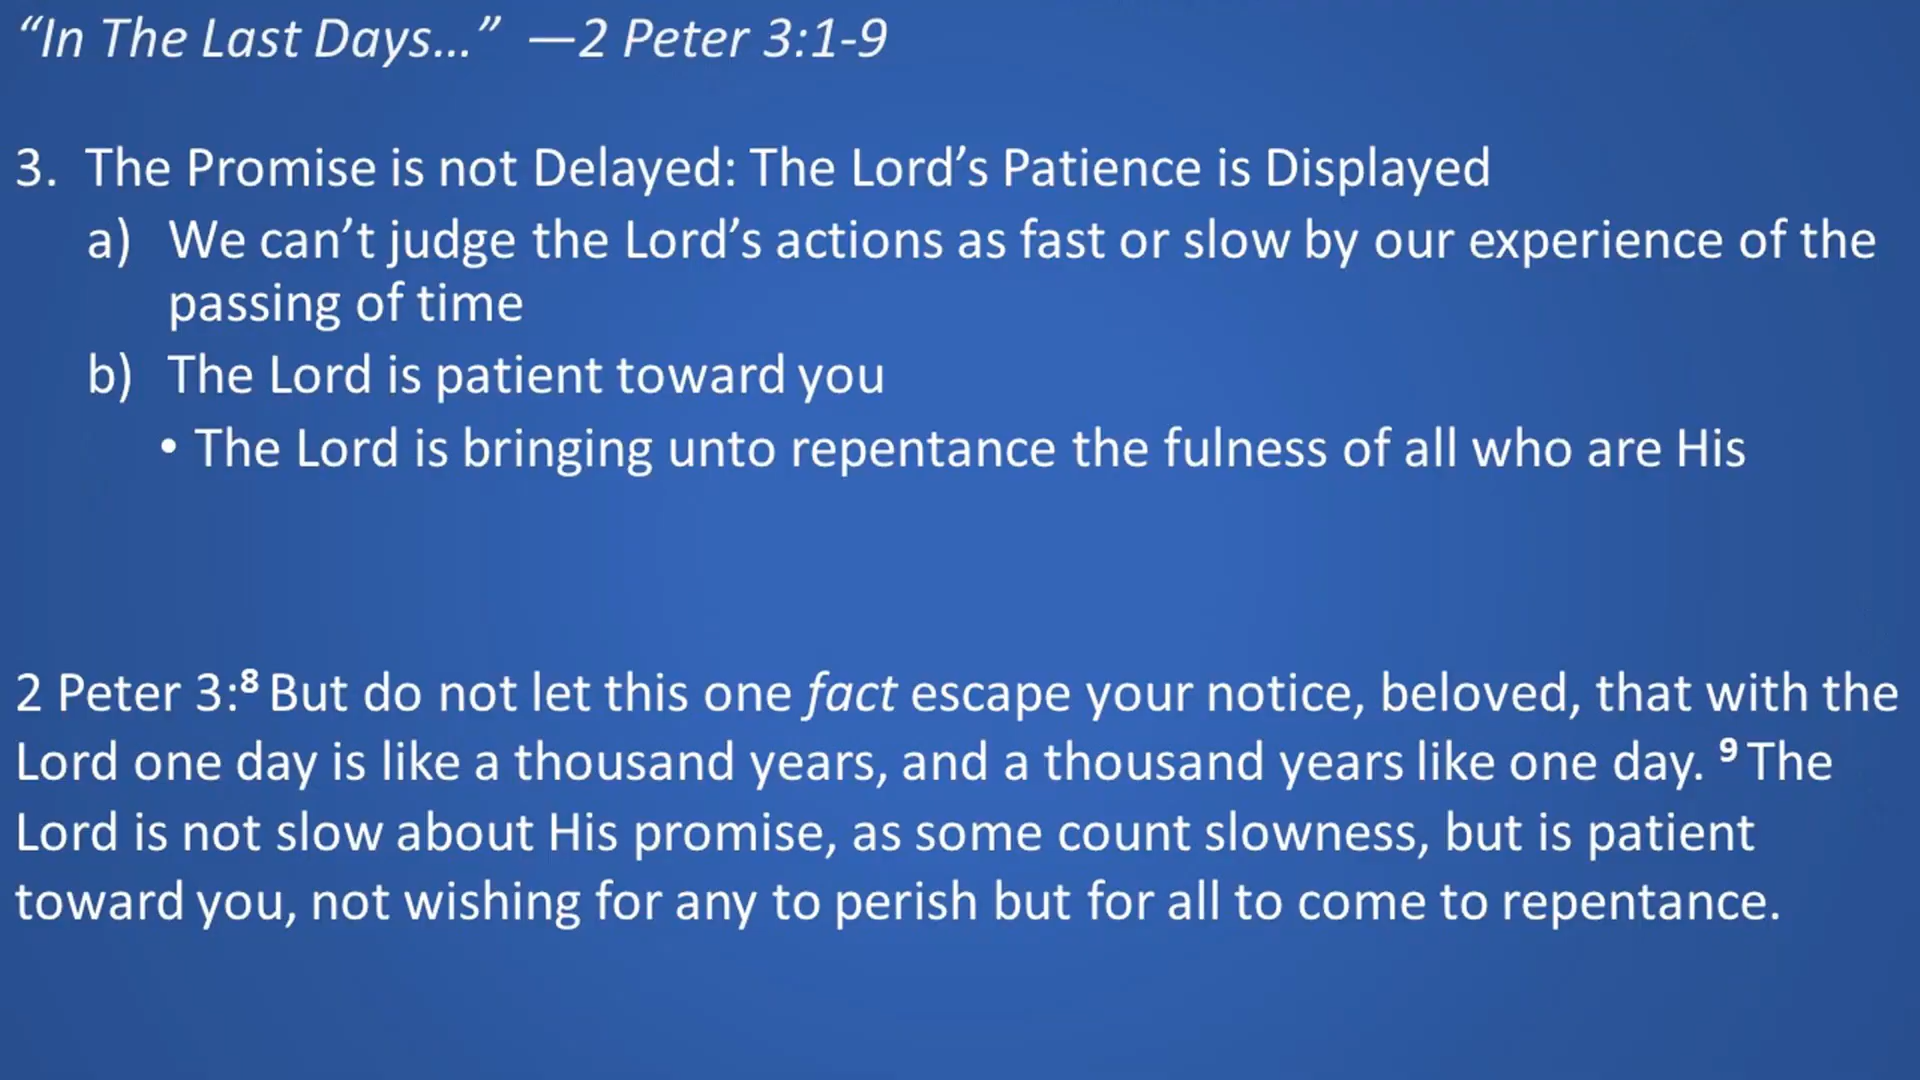 “In The Last Days...” —2 Peter 3:1-9
3. The Promise is not Delayed: The Lord’s Patience is Displayed
a) We can’t judge the Lord’s actions as fast or slow by our experience of the
passing of time
b) The Lord is patient toward you
• The Lord is bringing unto repentance the fulness of all who are His
2 Peter 3:⁸ But do not let this one fact escape your notice, beloved, that with the
Lord one day is like a thousand years, and a thousand years like one day. ⁹ The
Lord is not slow about His promise, as some count slowness, but is patient
toward you, not wishing for any to perish but for all to come to repentance.